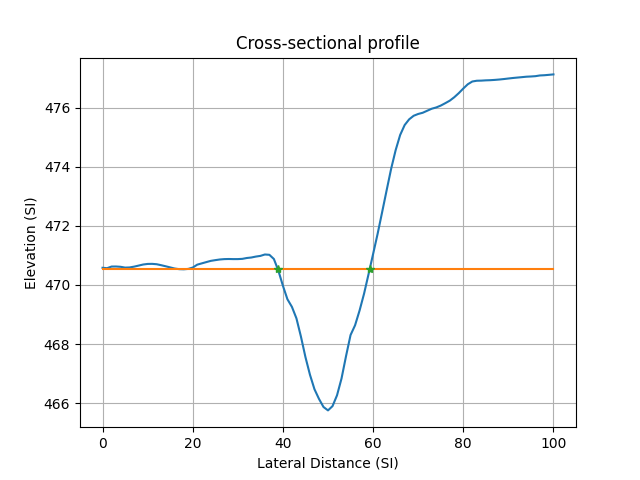 Cross-sectional profile
Elevation (SI)
476
474
472
470
468
466
0 20 40 60 80 100
Lateral Distance (SI)